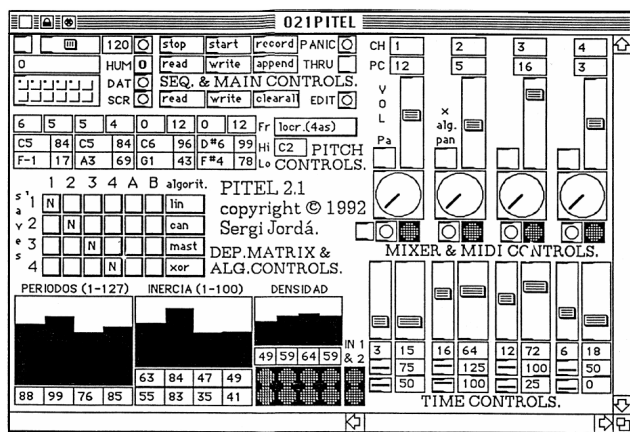 021PITEL
120 stop start record PANIC CH 1 2 3 4
0 HUM 0 read write append THRU PC 12 5 16 3
DAT SEQ. & MAIN CONTROLS.
SCR read write clearall EDIT
VOL
Pa
x alg. pan
6 5 5 4 0 12 0 12 Fr locr.(4as)
C5 84 C5 84 C6 96 D#6 99 Hi C2 PITCH
F-1 17 A3 69 G1 43 F#4 78 Lo CONTROLS.
1 2 3 4 A B algorit.
s'aves
1 N lin
2 N can
3 N mast
4 N xor
PITEL 2.1
copyright © 1992
Sergi Jordá.
DEP.MATRIX &
ALG.CONTROLS.
MIXER & MIDI CONTROLS.
PERIODOS (1-127) INERCIA (1-100) DENSIDAD
IN 1
49 59 64 59 & 2
63 84 47 49
88 99 76 85 55 83 35 41
3 15 16 64 12 72 6 18
75 125 100 50
50 100 25 0
TIME CONTROLS.